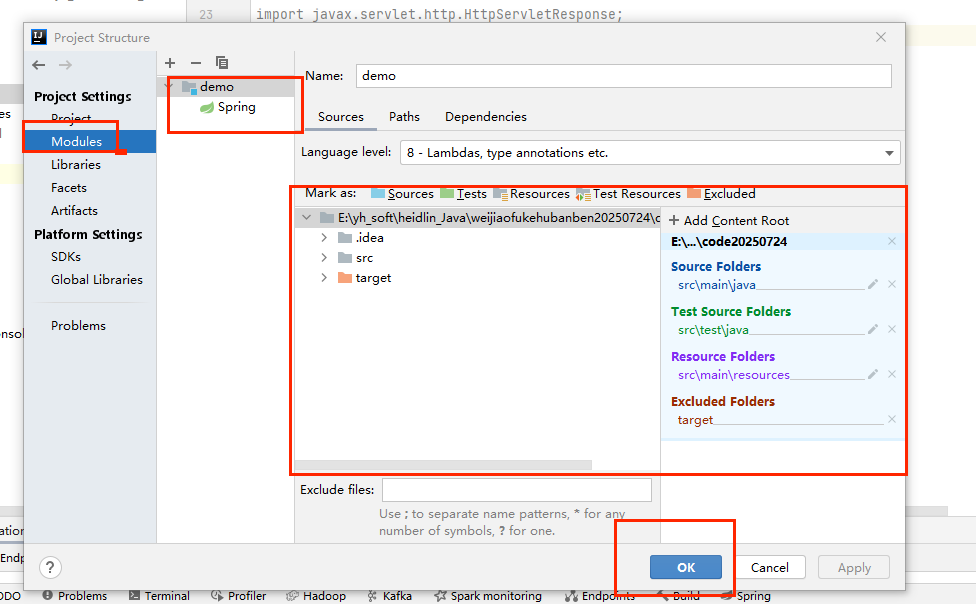 23 import javax.servlet.http.HttpServletResponse;
Project Structure
Project Settings
Project
Modules
Libraries
Facets
Artifacts
Platform Settings
SDKs
Global Libraries
Problems
demo
Spring
Name: demo
Sources Paths Dependencies
Language level: 8 - Lambdas, type annotations etc.
Mark as: Sources Tests Resources Test Resources Excluded
E:\yh_soft\heidlin_Java\weijiaofukehubanben20250724\c
.idea
src
target
+ Add Content Root
E:\...\code20250724
Source Folders
src\main\java
Test Source Folders
src\test\java
Resource Folders
src\main\resources
Excluded Folders
target
Exclude files:
Use ; to separate name patterns, * for any
number of symbols, ? for one.
? OK Cancel Apply
es
onsol
ation
Endp
ODO Problems Terminal Profiler Hadoop Kafka Spark monitoring Endpoints Build Spring